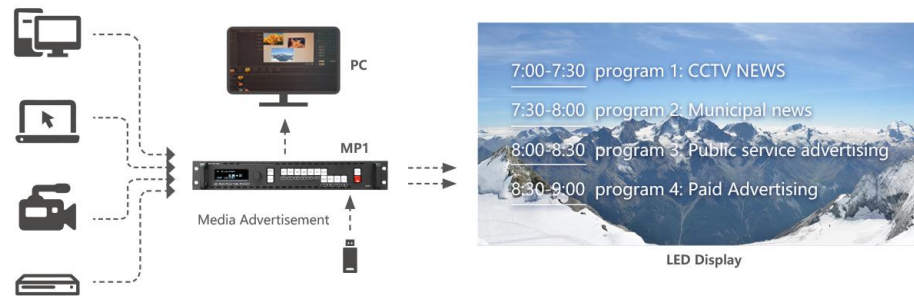 PC
MP1
Media Advertisement
7:00-7:30 program 1: CCTV NEWS
7:30-8:00 program 2: Municipal news
8:00-8:30 program 3: Public service advertising
8:30-9:00 program 4: Paid Advertising
LED Display